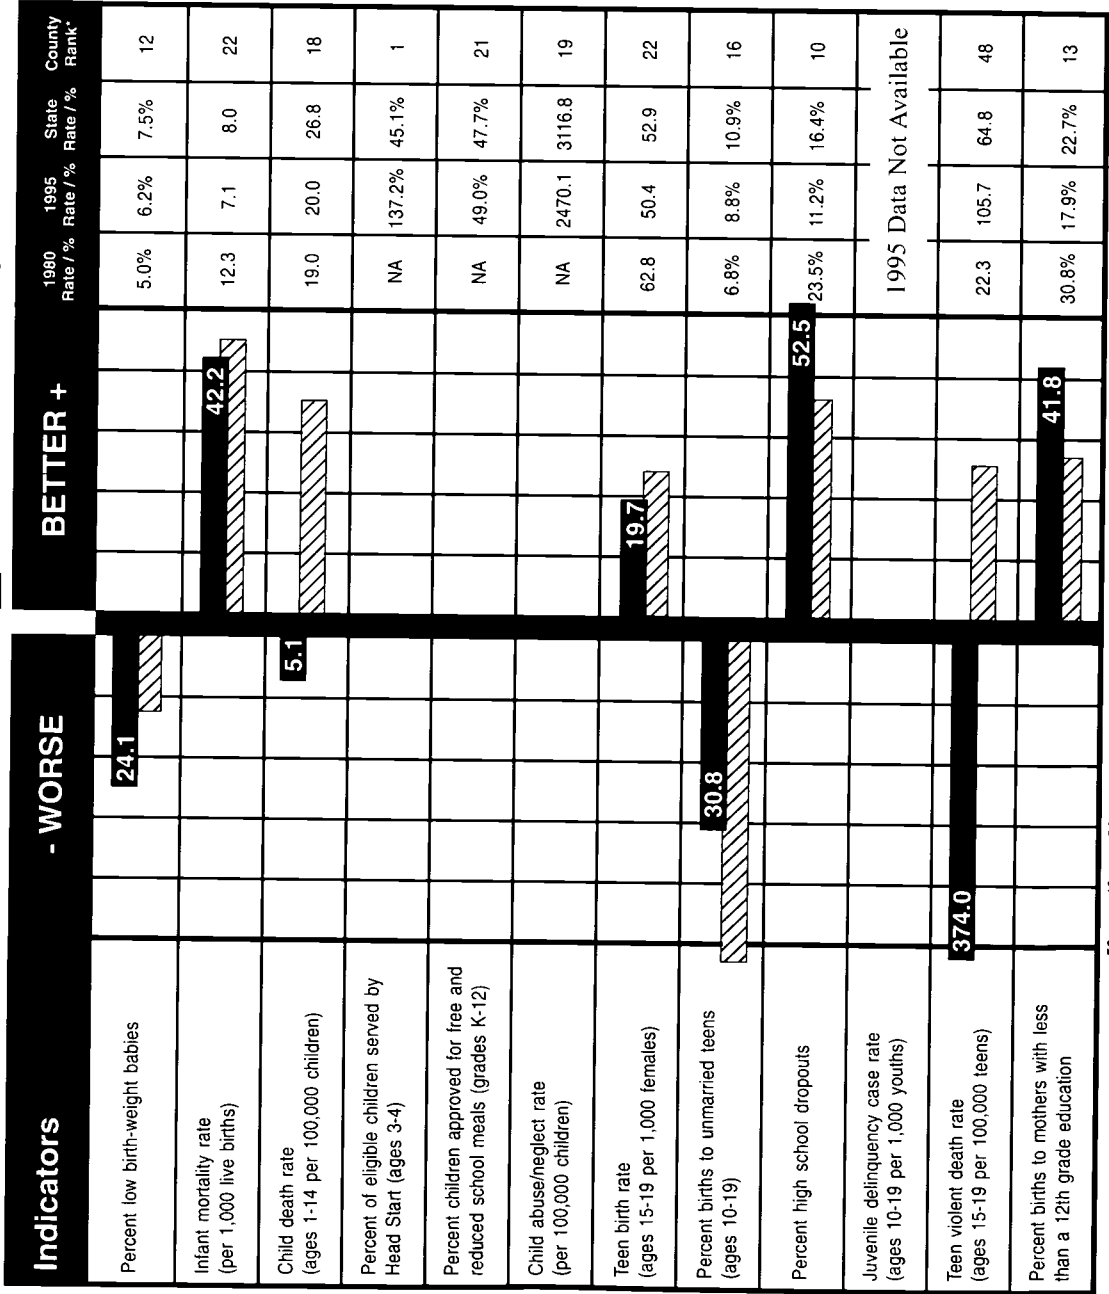 Indicators - WORSE BETTER + 1980 Rate / % 1995 Rate / % State Rate / % County Rank*
Percent low birth-weight babies 24.1 5.0% 6.2% 7.5% 12
Infant mortality rate
(per 1,000 live births) 42.2 12.3 7.1 8.0 22
Child death rate
(ages 1-14 per 100,000 children) 5.1 19.0 20.0 26.8 18
Percent of eligible children served by
Head Start (ages 3-4) NA 137.2% 45.1% 1
Percent children approved for free and
reduced school meals (grades K-12) NA 49.0% 47.7% 21
Child abuse/neglect rate
(per 100,000 children) NA 2470.1 3116.8 19
Teen birth rate
(ages 15-19 per 1,000 females) 19.7 62.8 50.4 52.9 22
Percent births to unmarried teens
(ages 10-19) 30.8 6.8% 8.8% 10.9% 16
Percent high school dropouts 52.5 23.5% 11.2% 16.4% 10
Juvenile delinquency case rate
(ages 10-19 per 1,000 youths) 1995 Data Not Available
Teen violent death rate
(ages 15-19 per 100,000 teens) 374.0 22.3 105.7 64.8 48
Percent births to mothers with less
than a 12th grade education 41.8 30.8% 17.9% 22.7% 13